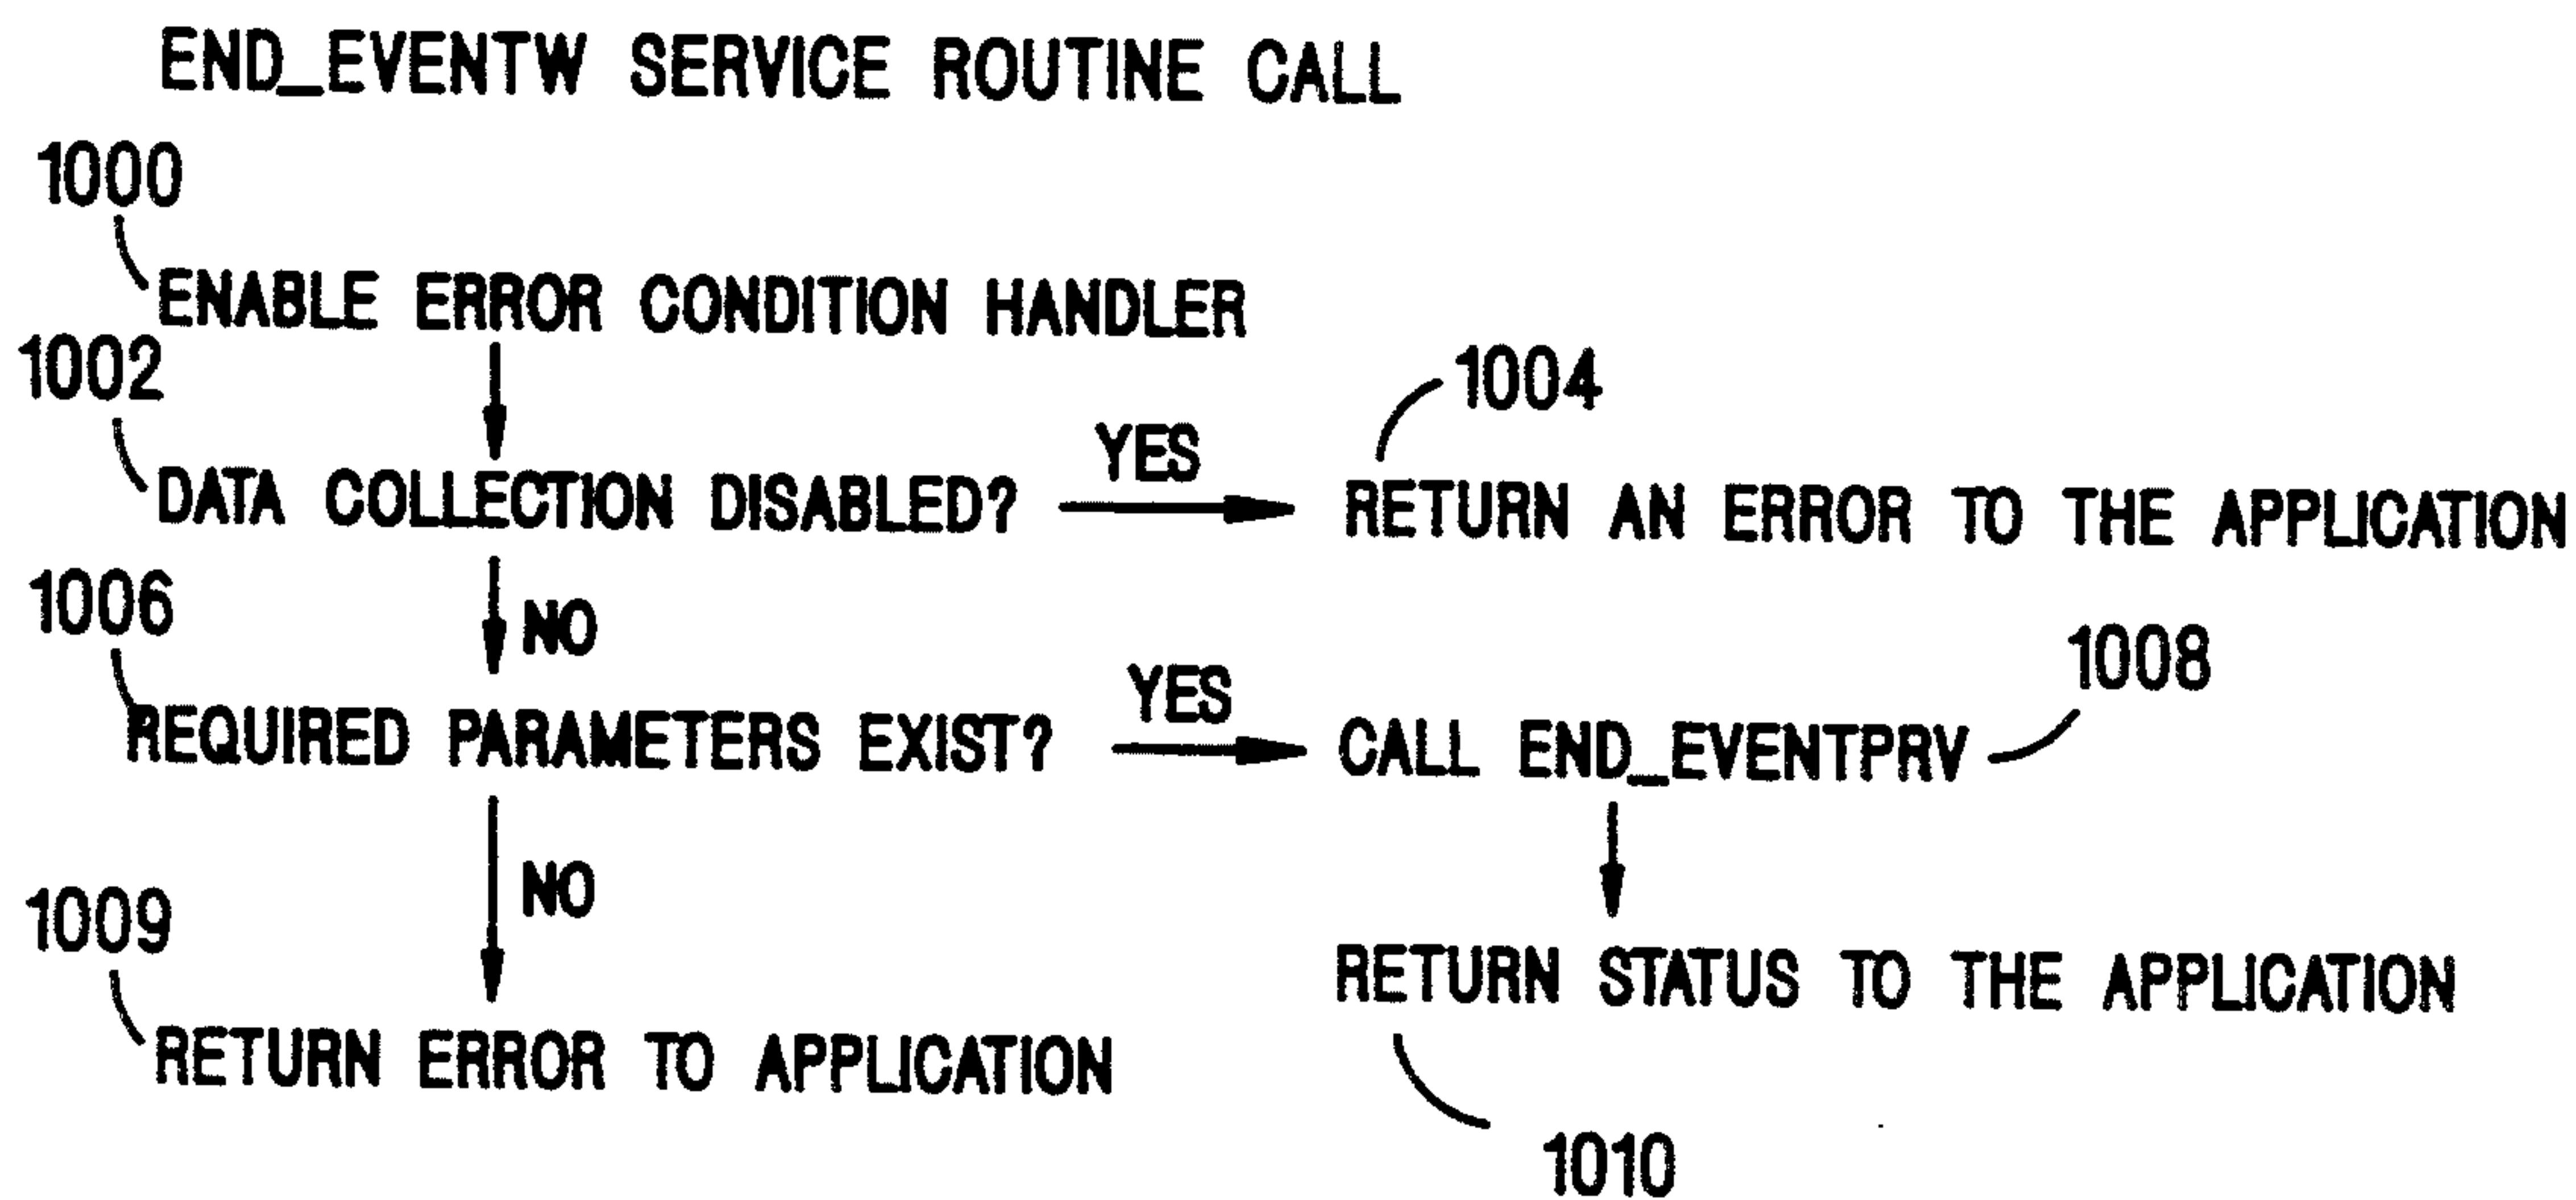 END_EVENTW SERVICE ROUTINE CALL
1000
ENABLE ERROR CONDITION HANDLER
1002
1004
DATA COLLECTION DISABLED?
YES
RETURN AN ERROR TO THE APPLICATION
NO
1006
1008
REQUIRED PARAMETERS EXIST?
YES
CALL END_EVENTPRV
NO
1009
RETURN STATUS TO THE APPLICATION
RETURN ERROR TO APPLICATION
1010